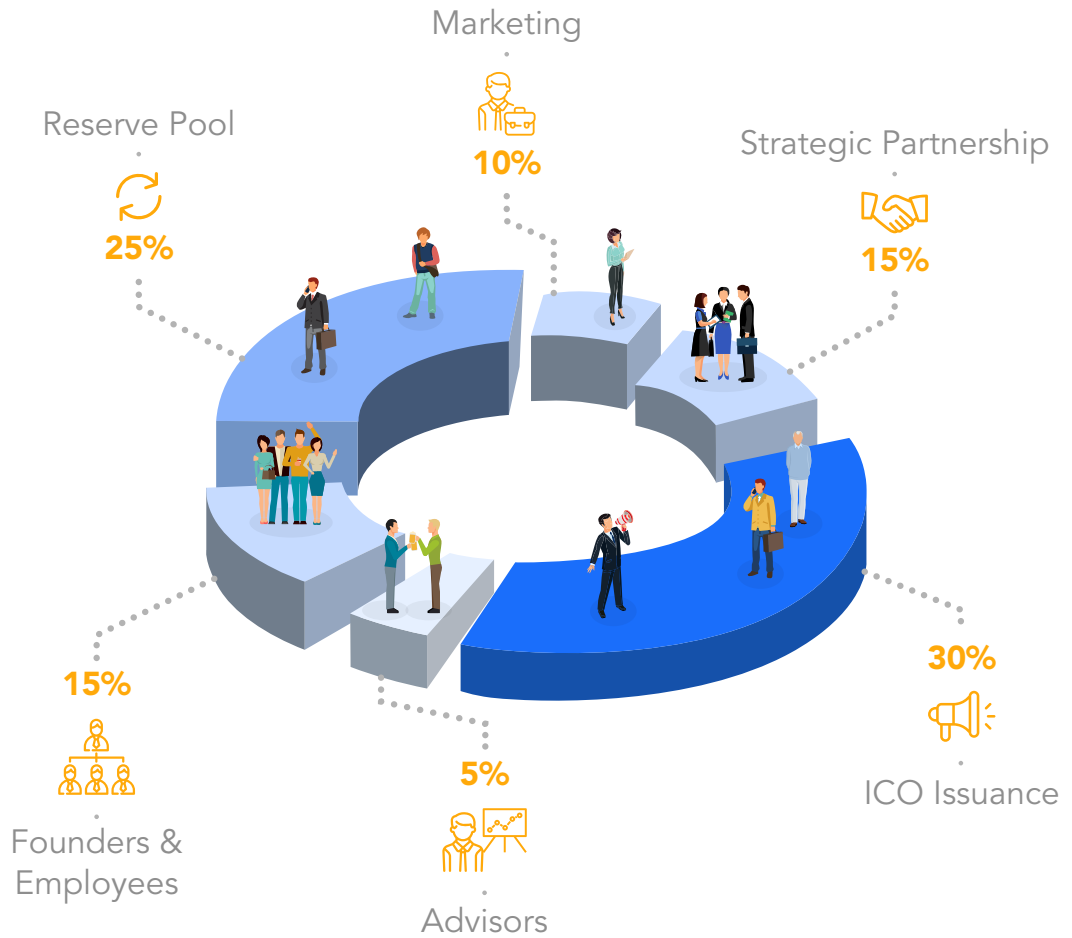 Marketing
10%
Reserve Pool
25%
Strategic Partnership
15%
15%
Founders &
Employees
5%
Advisors
30%
ICO Issuance